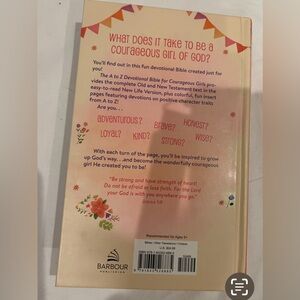 WHAT DOES IT TAKE TO BE A
COURAGEOUS GIRL OF GOD?
You'll find out in this fun devotional Bible created just for
you!
The A to Z Devotional Bible for Courageous Girls pro-
vides the complete Old and New Testament text in the
easy-to-read New Life Version, plus colorful, fun insert
pages featuring devotions on positive character traits
from A to Z!
Are you. . .
ADVENTUROUS? BRAVE? HONEST?
LOYAL? KIND? STRONG? WISE?
With each turn of the page, you'll be inspired to grow
up God's way. . .and become the wonderfully courageous
girl He created you to be!
"Be strong and have strength of heart!
Do not be afraid or lose faith. For the Lord
your God is with you anywhere you go."
JOSHUA 1:9
Recommended for Ages
BARBOUR
PUBLISHING
U.S.